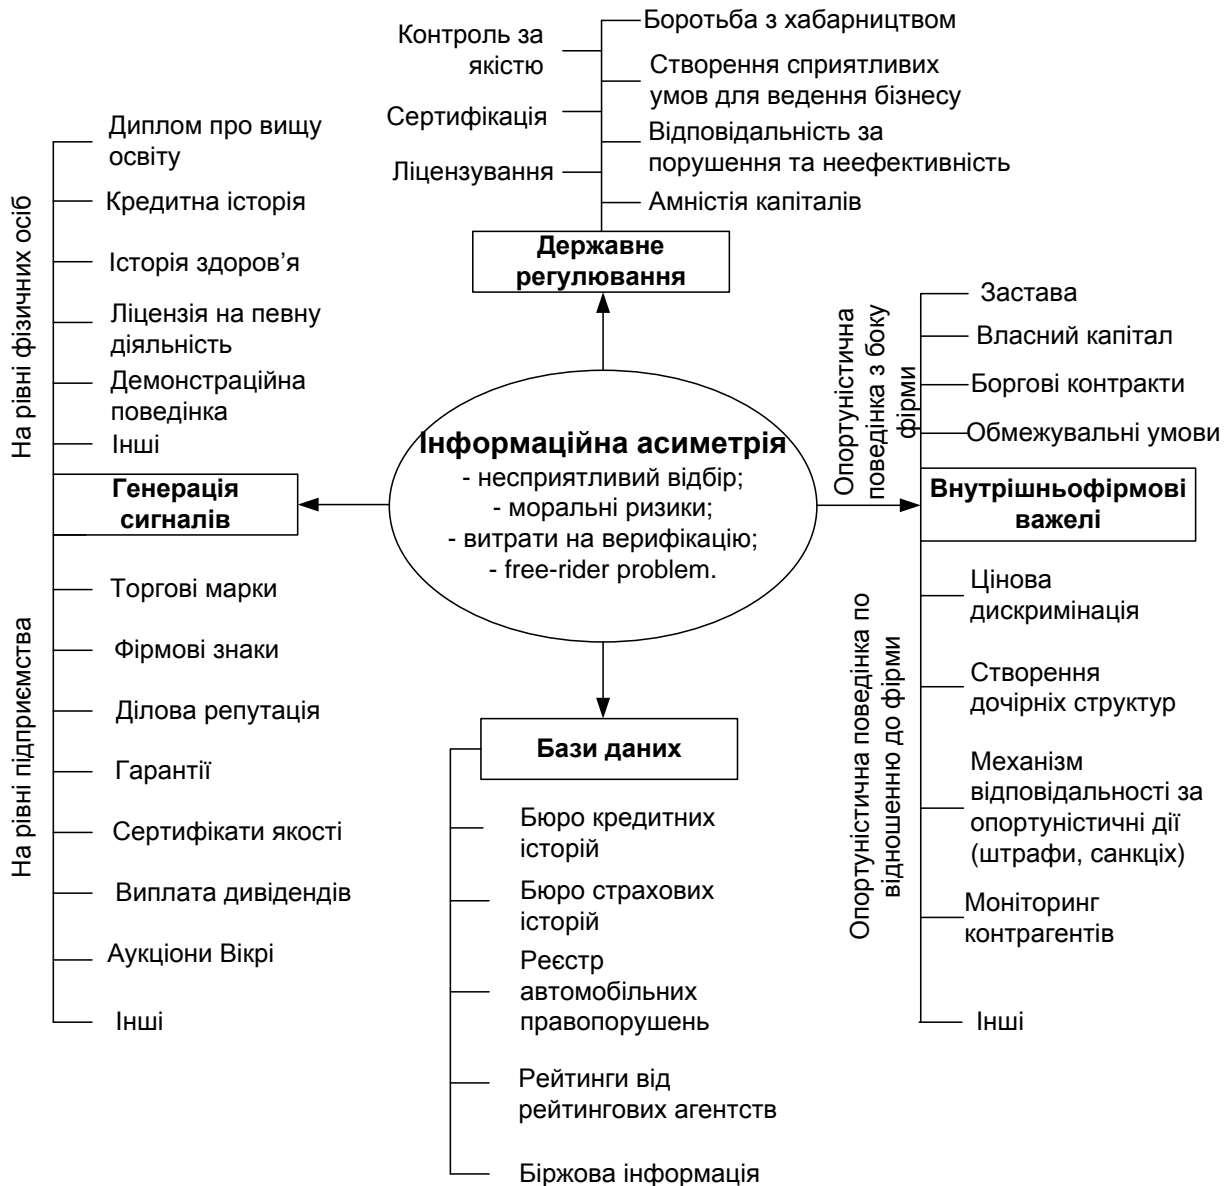 Контроль за
якістю
Сертифікація
Ліцензування
Боротьба з хабарництвом
Створення сприятливих
умов для ведення бізнесу
Відповідальність за
порушення та неефективність
Амністія капіталів
Державне
регулювання
На рівні фізичних осіб
Диплом про вищу
освіту
Кредитна історія
Історія здоров’я
Ліцензія на певну
діяльність
Демонстраційна
поведінка
Інші
Генерація
сигналів
На рівні підприємства
Торгові марки
Фірмові знаки
Ділова репутація
Гарантії
Сертифікати якості
Виплата дивідендів
Аукціони Вікрі
Інші
Інформаційна асиметрія
- несприятливий відбір;
- моральні ризики;
- витрати на верифікацію;
- free-rider problem.
Опортуністична
поведінка з боку
фірми
Застава
Власний капітал
Боргові контракти
Обмежувальні умови
Внутрішньофірмові
важелі
Опортуністична поведінка по
відношенню до фірми
Цінова
дискримінація
Створення
дочірніх структур
Механізм
відповідальності за
опортуністичні дії
(штрафи, санкціх)
Моніторинг
контрагентів
Інші
Бази даних
Бюро кредитних
історій
Бюро страхових
історій
Реєстр
автомобільних
правопорушень
Рейтинги від
рейтингових агентств
Біржова інформація